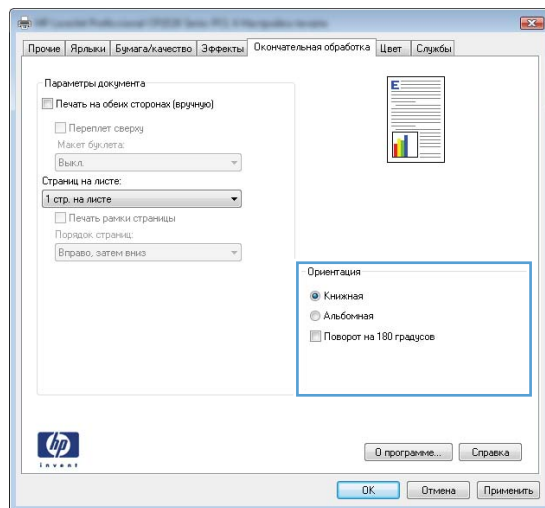 Прочие Ярлыки Бумага/качество Эффекты Окончательная обработка Цвет Службы
Параметры документа
Печать на обеих сторонах (вручную)
Переплет сверху
Макет буклета:
Выкл.
Страниц на листе:
1 стр. на листе
Печать рамки страницы
Порядок страниц:
Вправо, затем вниз
E
Ориентация
Книжная
Альбомная
Поворот на 180 градусов
hp
invent
О программе... Справка
OK Отмена Применить